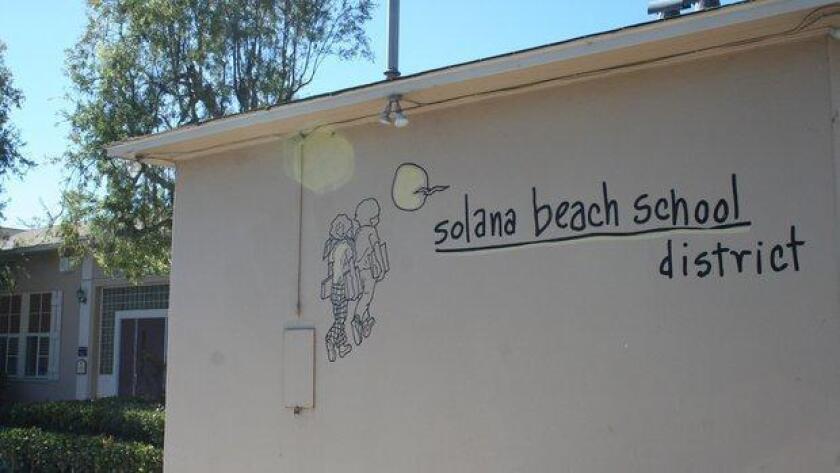 solana beach school
district